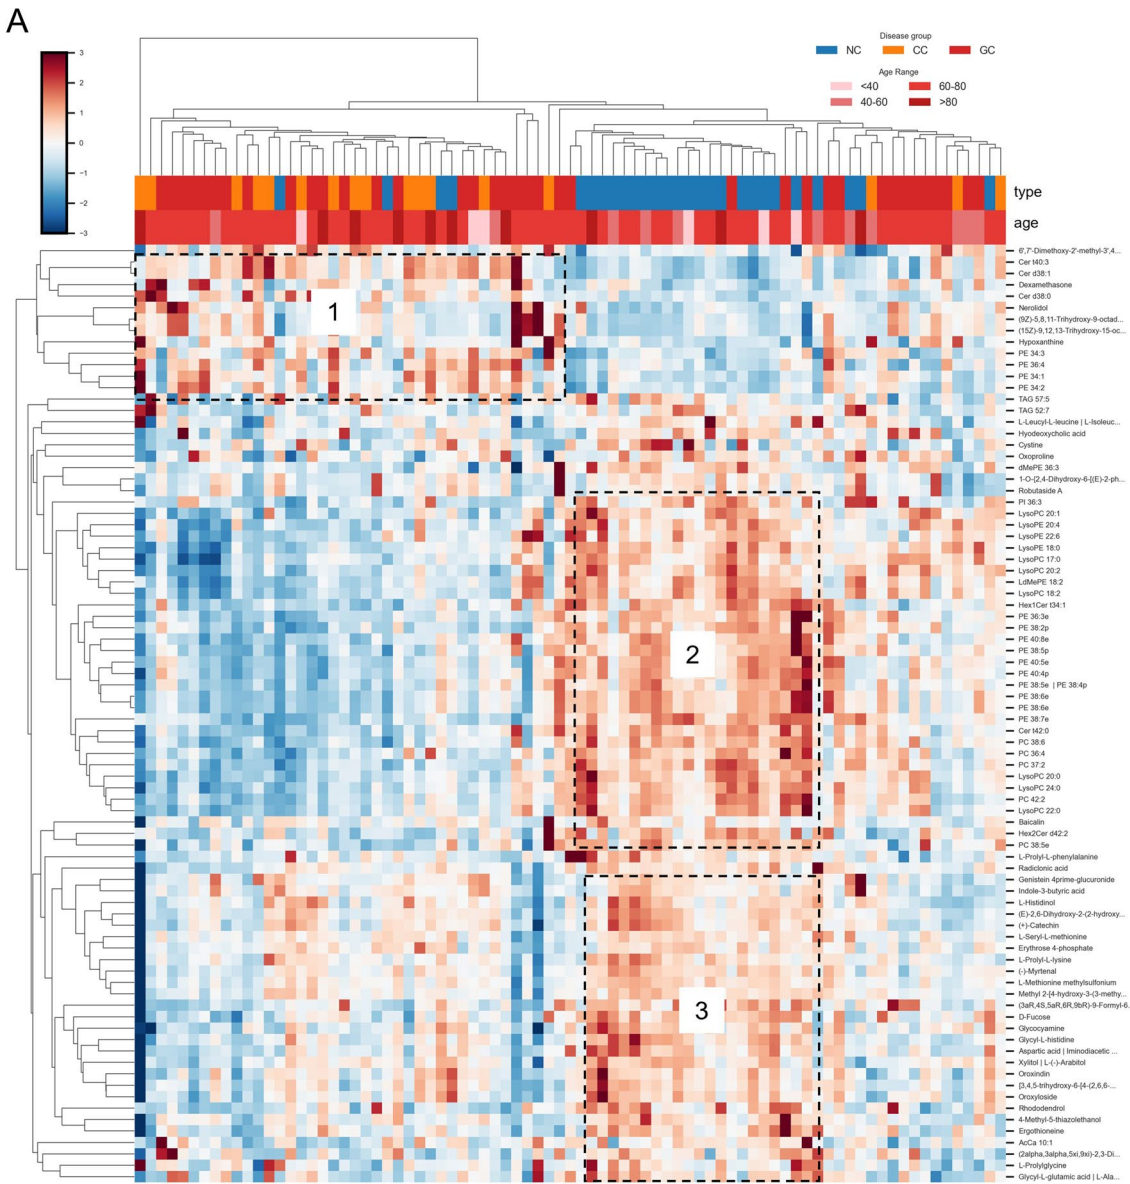 A
3
2
1
0
−1
−2
−3
Disease group
NC CC GC
Age Range
<40 60-80
40-60 >80
type
age
6',7'-Dimethoxy-2'-methyl-3',4...
Cer t40:3
Cer d38:1
Dexamethasone
Cer d38:0
Nerolidol
(9Z)-5,8,11-Trihydroxy-9-octad...
(15Z)-9,12,13-Trihydroxy-15-oc...
Hypoxanthine
PE 34:3
PE 36:4
PE 34:1
PE 34:2
TAG 57:5
TAG 52:7
L-Leucyl-L-leucine | L-Isoleuc...
Hyodeoxycholic acid
Cystine
Oxoproline
dMePE 36:3
1-O-[2,4-Dihydroxy-6-[(E)-2-ph...
Robutaside A
PI 36:3
LysoPC 20:1
LysoPE 20:4
LysoPE 22:6
LysoPE 18:0
LysoPC 17:0
LysoPC 20:2
LdMePE 18:2
LysoPC 18:2
Hex1Cer t34:1
PE 36:3e
PE 38:2p
PE 40:8e
PE 38:5p
PE 40:5e
PE 40:4p
PE 38:5e | PE 38:4p
PE 38:6e
PE 38:6e
PE 38:7e
Cer t42:0
PC 38:6
PC 36:4
PC 37:2
LysoPC 20:0
LysoPC 24:0
PC 42:2
LysoPC 22:0
Baicalin
Hex2Cer d42:2
PC 38:5e
L-Prolyl-L-phenylalanine
Radiclonic acid
Genistein 4prime-glucuronide
Indole-3-butyric acid
L-Histidinol
(E)-2,6-Dihydroxy-2-(2-hydroxy...
(+)-Catechin
L-Seryl-L-methionine
Erythrose 4-phosphate
L-Prolyl-L-lysine
(-)-Myrtenal
L-Methionine methylsulfonium
Methyl 2-[4-hydroxy-3-(3-methy...
(3aR,4S,5aR,6R,9bR)-9-Formyl-6.
D-Fucose
Glycocyamine
Glycyl-L-histidine
Aspartic acid | Iminodiacetic ...
Xylitol | L-(-)-Arabitol
Oroxindin
[3,4,5-trihydroxy-6-[4-(2,6,6-...
Oroxyloside
Rhododendrol
4-Methyl-5-thiazolethanol
Ergothioneine
AcCa 10:1
(2alpha,3alpha,5xi,9xi)-2,3-Di...
L-Prolylglycine
Glycyl-L-glutamic acid | L-Ala...
1
2
3